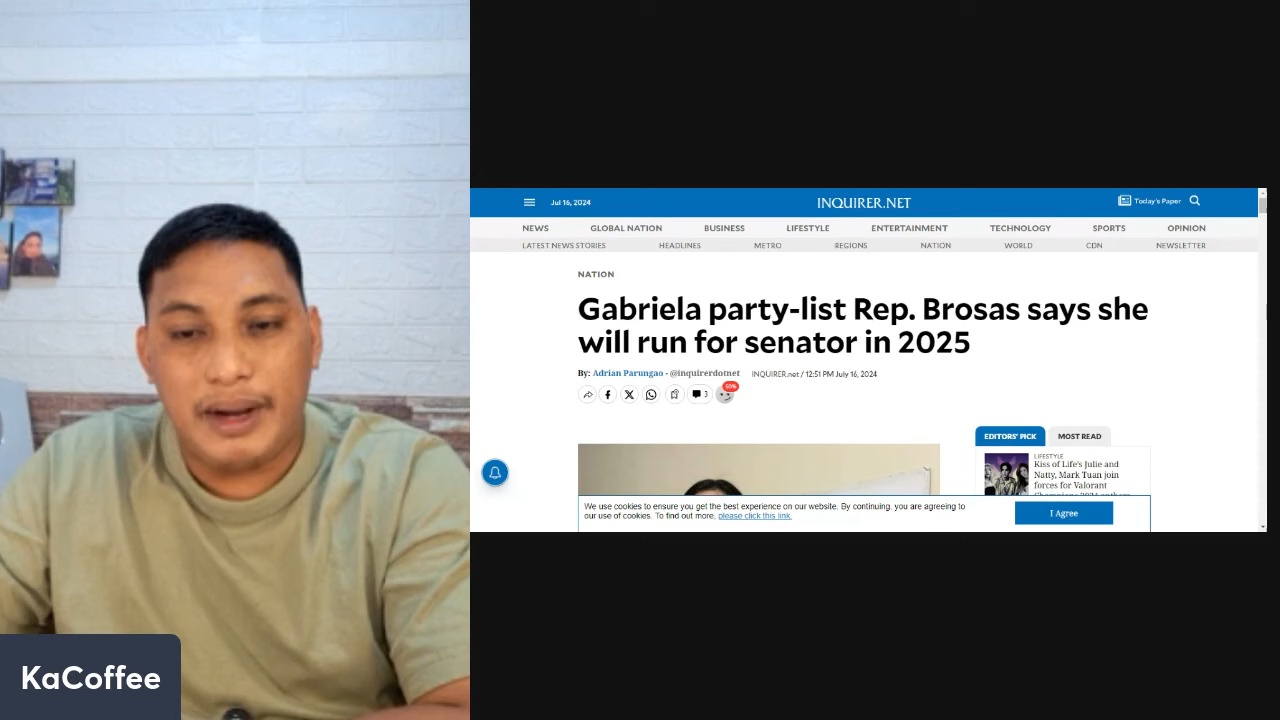 Jul 16, 2024
INQUIRER.NET
Today's Paper
NEWS GLOBAL NATION BUSINESS LIFESTYLE ENTERTAINMENT TECHNOLOGY SPORTS OPINION
LATEST NEWS STORIES HEADLINES METRO REGIONS NATION WORLD CDN NEWSLETTER
NATION
Gabriela party-list Rep. Brosas says she
will run for senator in 2025
By: Adrian Parungao - @inquirerdotnet INQUIRER.net / 12:51 PM July 16, 2024
3
50%
EDITORS' PICK MOST READ
LIFESTYLE
Kiss of Life's Julie and
Natty, Mark Tuan join
forces for Valorant
We use cookies to ensure you get the best experience on our website. By continuing, you are agreeing to
our use of cookies. To find out more, please click this link.
I Agree
KaCoffee